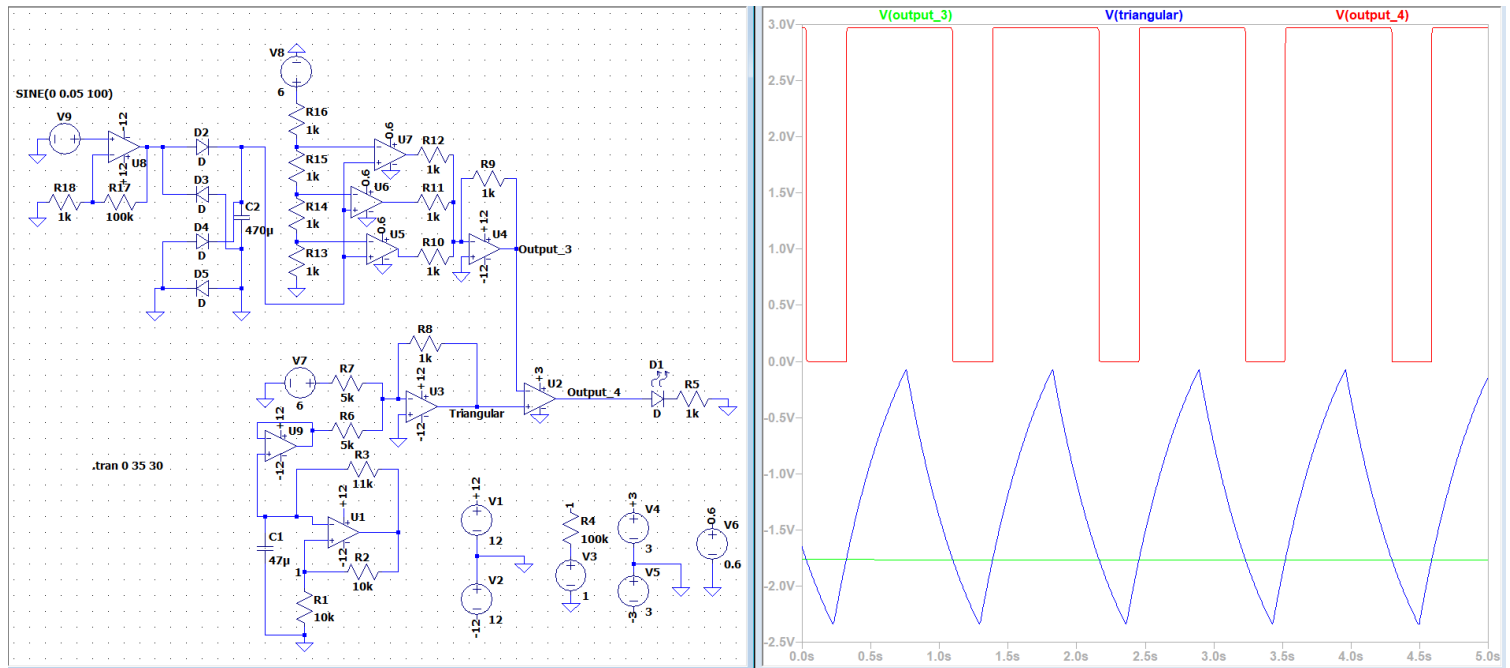 V8
6
SINE(0 0.05 100)
V9
-12
+12
U8
R18
1k
R17
100k
D2
D
D3
D
D4
D
D5
D
C2
470µ
R16
1k
R15
1k
R14
1k
R13
1k
0.6
U7
0.6
U6
0.6
U5
R12
1k
R11
1k
R10
1k
R9
1k
+12
U4
-12
Output_3
V7
6
R7
5k
R6
5k
R8
1k
+12
U3
-12
Triangular
+3
U2
Output_4
D1
D
R5
1k
+12
U9
-12
.tran 0 35 30
R3
11k
+12
U1
-12
C1
47µ
1
R2
10k
R1
10k
+12
V1
12
V2
12
-12
1
R4
100k
V3
1
+3
V4
3
V5
3
-3
0.6
V6
0.6
V(output_3) V(triangular) V(output_4)
3.0V
2.5V
2.0V
1.5V
1.0V
0.5V
0.0V
-0.5V
-1.0V
-1.5V
-2.0V
-2.5V
0.0s 0.5s 1.0s 1.5s 2.0s 2.5s 3.0s 3.5s 4.0s 4.5s 5.0s